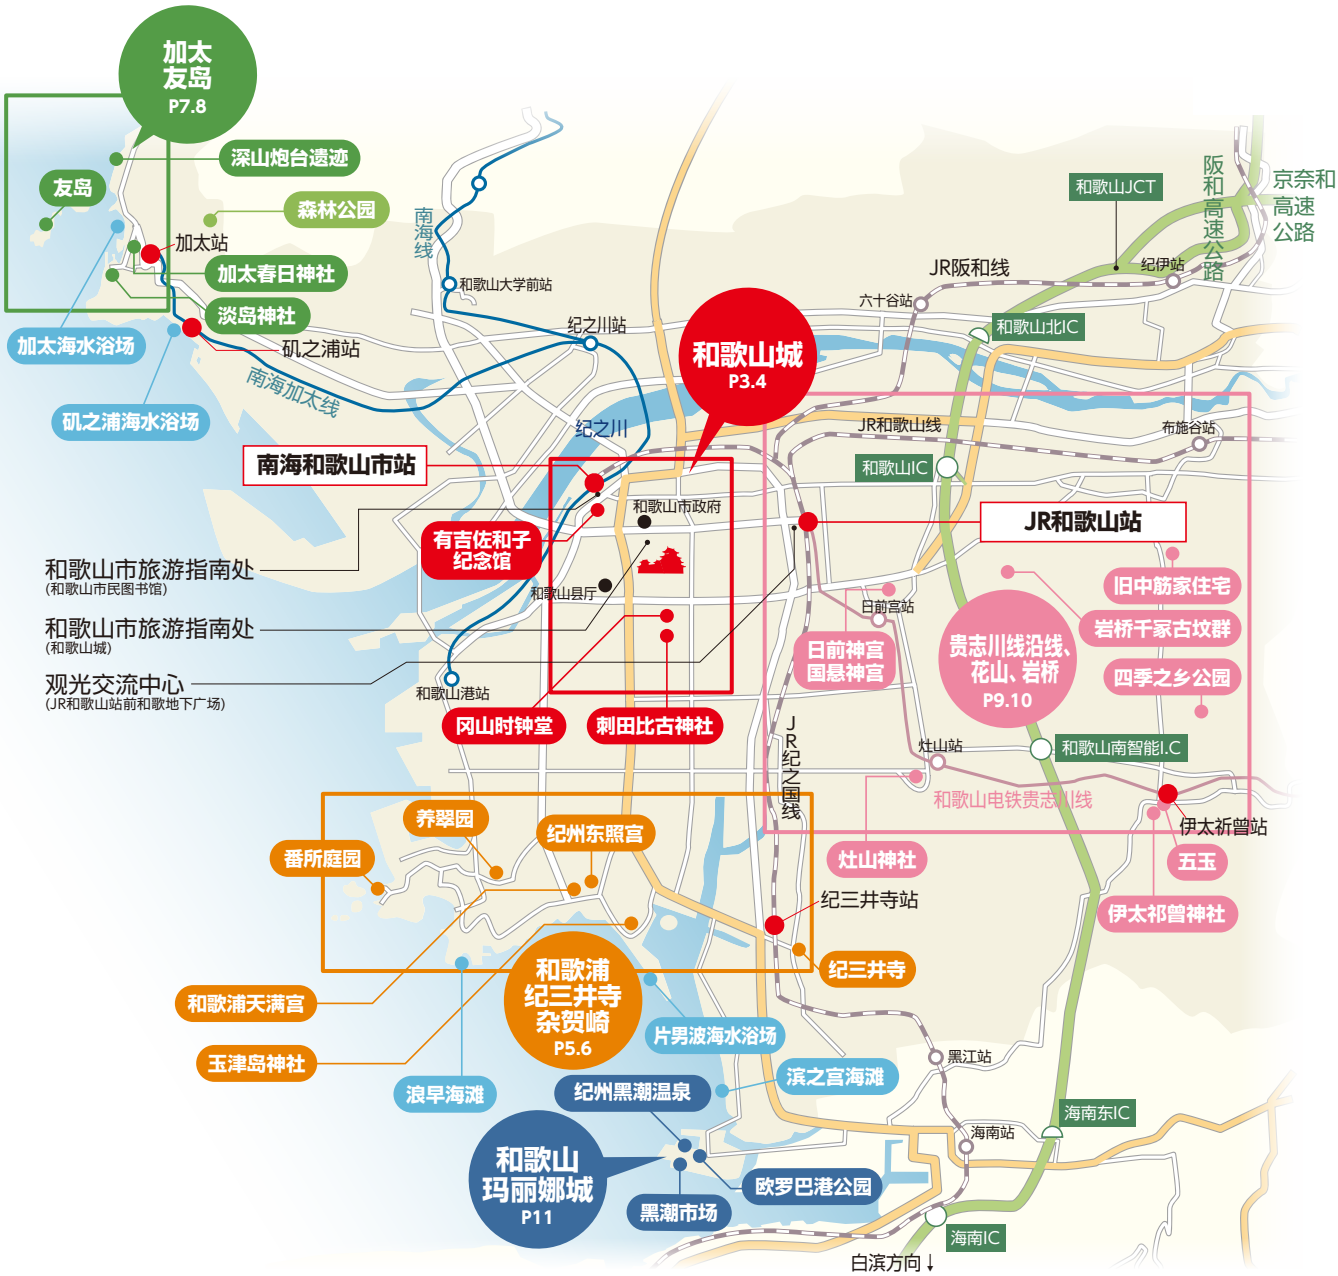 加太
友岛
P7.8
深山炮台遗迹
友岛
森林公园
加太站
加太春日神社
淡岛神社
加太海水浴场
矶之浦站
矶之浦海水浴场
南海加太线
南海线
和歌山大学前站
纪之川站
纪之川
和歌山城
P3.4
JR阪和线
六十谷站
纪伊站
和歌山JCT
阪和高速公路
京奈和
高速
公路
和歌山北IC
JR和歌山线
布施谷站
和歌山IC
南海和歌山市站
JR和歌山站
和歌山市政府
有吉佐和子
纪念馆
和歌山县厅
和歌山市旅游指南处
(和歌山市民图书馆)
和歌山市旅游指南处
(和歌山城)
观光交流中心
(JR和歌山站前和歌地下广场)
和歌山港站
冈山时钟堂
刺田比古神社
日前宫站
日前神宫
国悬神宫
旧中筋家住宅
岩桥千冢古坟群
四季之乡公园
贵志川线沿线、
花山、岩桥
P9.10
JR纪之国线
灶山站
和歌山南智能I.C
和歌山电铁贵志川线
伊太祈曾站
灶山神社
五玉
伊太祁曾神社
养翠园
纪州东照宫
番所庭园
纪三井寺站
纪三井寺
和歌浦
纪三井寺
杂贺崎
P5.6
和歌浦天满宫
玉津岛神社
片男波海水浴场
浪早海滩
滨之宫海滩
纪州黑潮温泉
和歌山
玛丽娜城
P11
欧罗巴港公园
黑潮市场
黑江站
海南东IC
海南站
海南IC
白滨方向↓